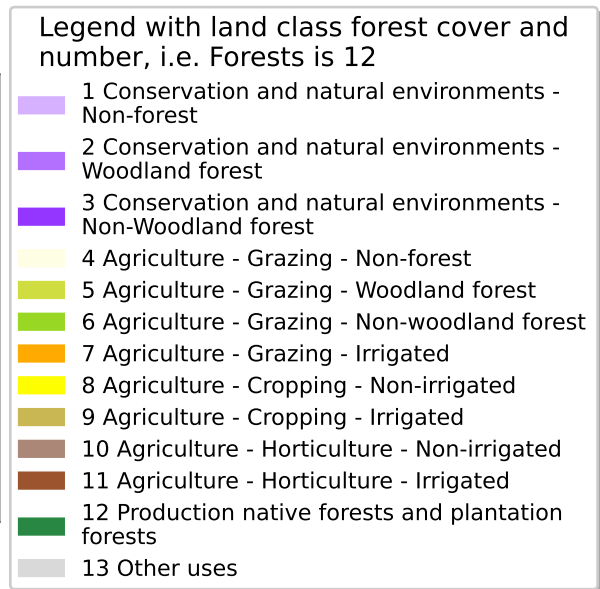 Legend with land class forest cover and
number, i.e. Forests is 12
1 Conservation and natural environments -
Non-forest
2 Conservation and natural environments -
Woodland forest
3 Conservation and natural environments -
Non-Woodland forest
4 Agriculture - Grazing - Non-forest
5 Agriculture - Grazing - Woodland forest
6 Agriculture - Grazing - Non-woodland forest
7 Agriculture - Grazing - Irrigated
8 Agriculture - Cropping - Non-irrigated
9 Agriculture - Cropping - Irrigated
10 Agriculture - Horticulture - Non-irrigated
11 Agriculture - Horticulture - Irrigated
12 Production native forests and plantation
forests
13 Other uses